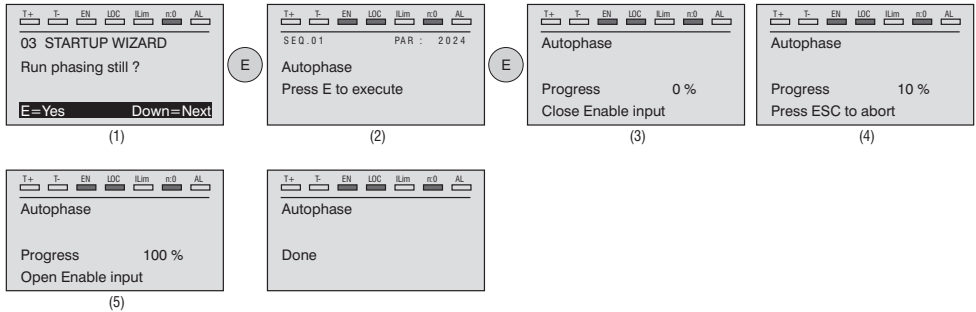 T+ T- EN LOC ILim n:0 AL
03 STARTUP WIZARD
Run phasing still ?
E=Yes Down=Next
(1)
E
T+ T- EN LOC ILim n:0 AL
SEQ.01 PAR : 2024
Autophase
Press E to execute
(2)
E
T+ T- EN LOC ILim n:0 AL
Autophase
Progress 0 %
Close Enable input
(3)
T+ T- EN LOC ILim n:0 AL
Autophase
Progress 10 %
Press ESC to abort
(4)
T+ T- EN LOC ILim n:0 AL
Autophase
Progress 100 %
Open Enable input
(5)
T+ T- EN LOC ILim n:0 AL
Autophase
Done